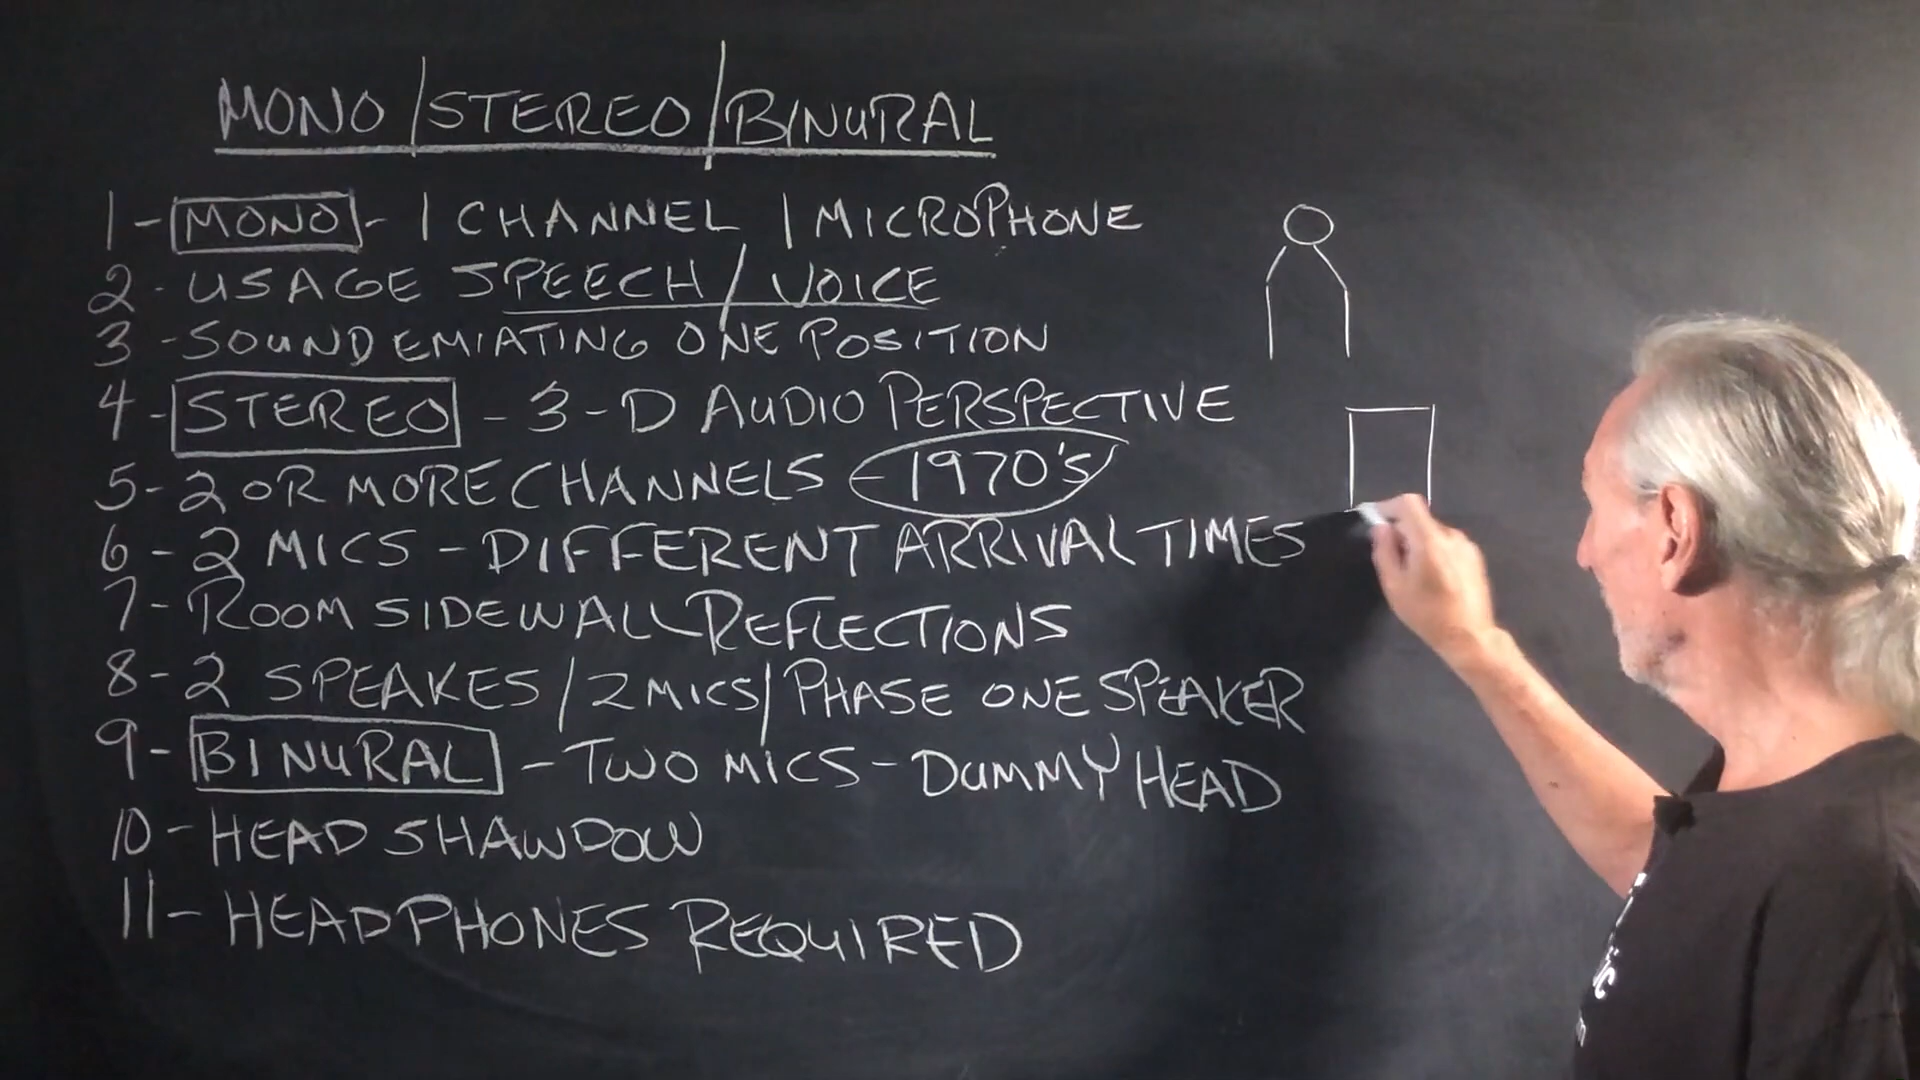 MONO/STEREO/BINURAL
1 - MONO - 1 CHANNEL 1 MICROPHONE
2 - USAGE SPEECH/VOICE
3 - SOUND EMIATING ONE POSITION
4 - STEREO - 3-D AUDIO PERSPECTIVE
5 - 2 OR MORE CHANNELS - 1970's
6 - 2 MICS - DIFFERENT ARRIVAL TIMES
7 - ROOM SIDEWALL REFLECTIONS
8 - 2 SPEAKES/2 MICS/PHASE ONE SPEAKER
9 - BINURAL - TWO MICS - DUMMY HEAD
10 - HEAD SHAWDOW
11 - HEADPHONES REQUIRED